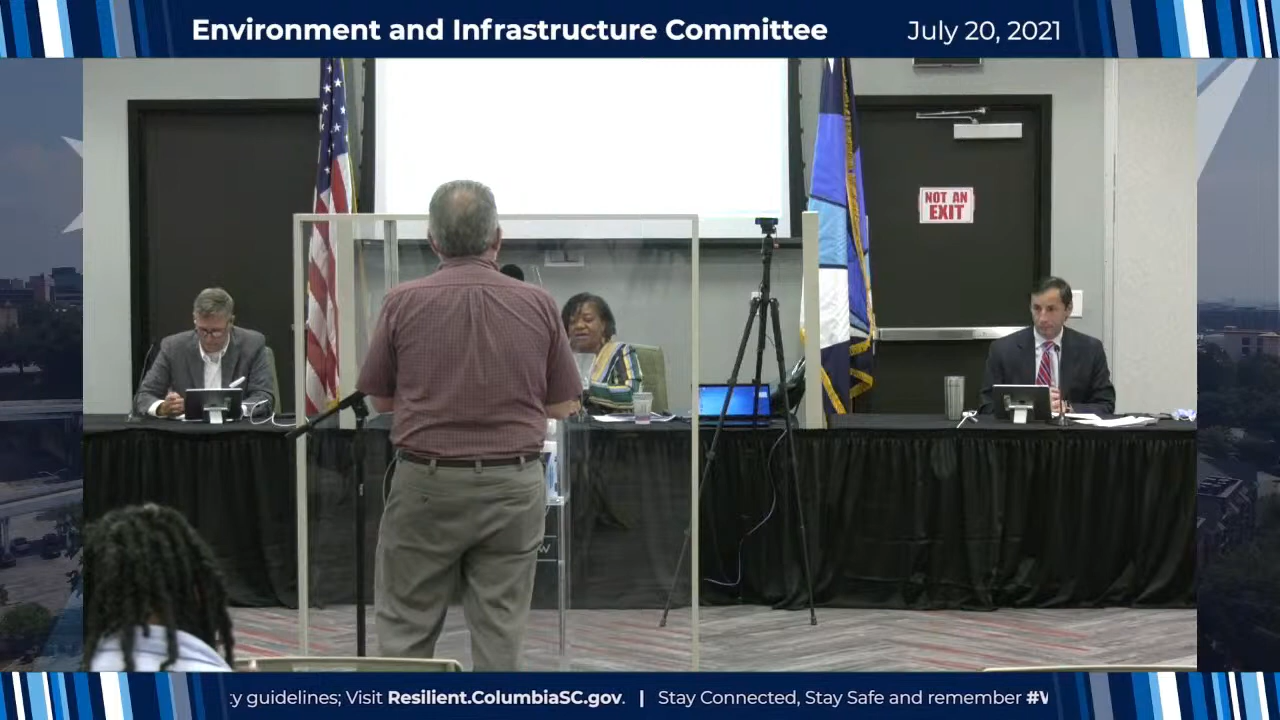 Environment and Infrastructure Committee July 20, 2021
NOT AN
EXIT
y guidelines; Visit Resilient.ColumbiaSC.gov. | Stay Connected, Stay Safe and remember #